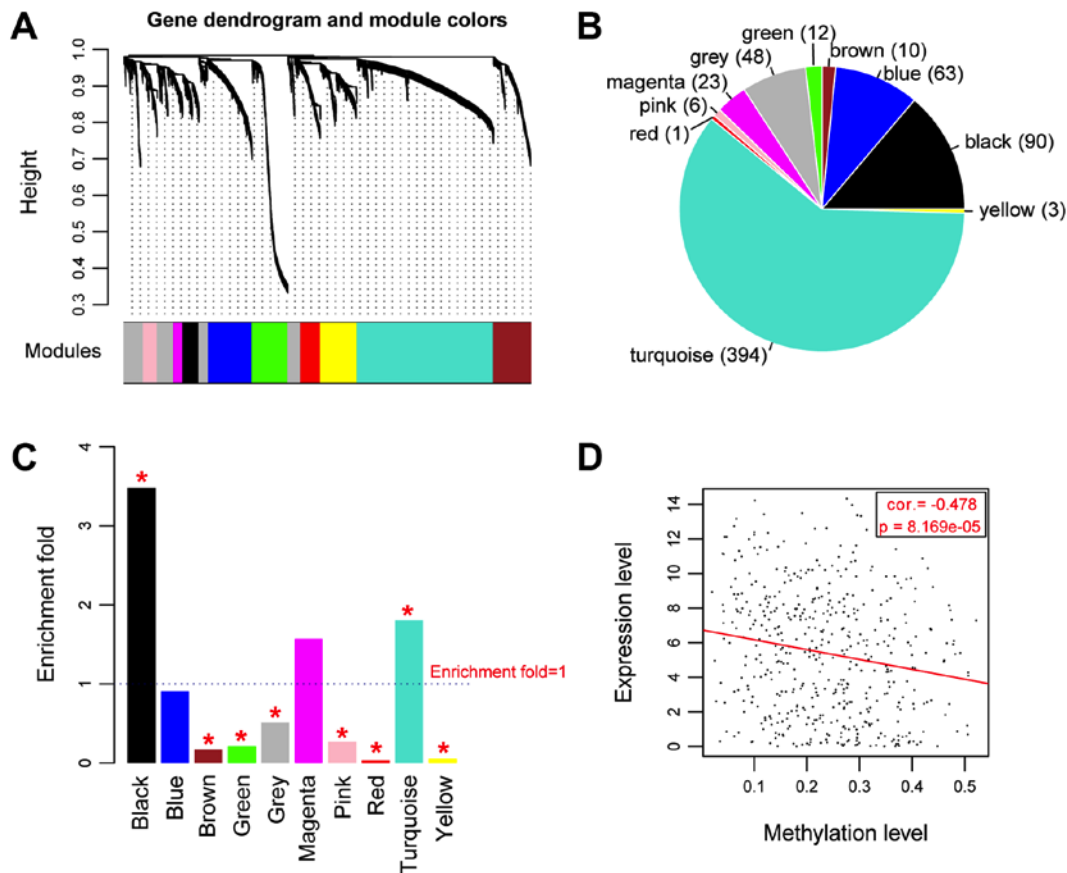 A
Gene dendrogram and module colors
Height
1.0
0.9
0.8
0.7
0.6
0.5
0.4
0.3
Modules
B
green (12)
brown (10)
grey (48)
blue (63)
magenta (23)
pink (6)
red (1)
black (90)
yellow (3)
turquoise (394)
C
Enrichment fold
4
3
2
1
0
*
*
*
*
*
*
*
*
Enrichment fold=1
Black
Blue
Brown
Green
Grey
Magenta
Pink
Red
Turquoise
Yellow
D
cor.= -0.478
p = 8.169e-05
Expression level
14
12
10
8
6
4
2
0
0.1 0.2 0.3 0.4 0.5
Methylation level